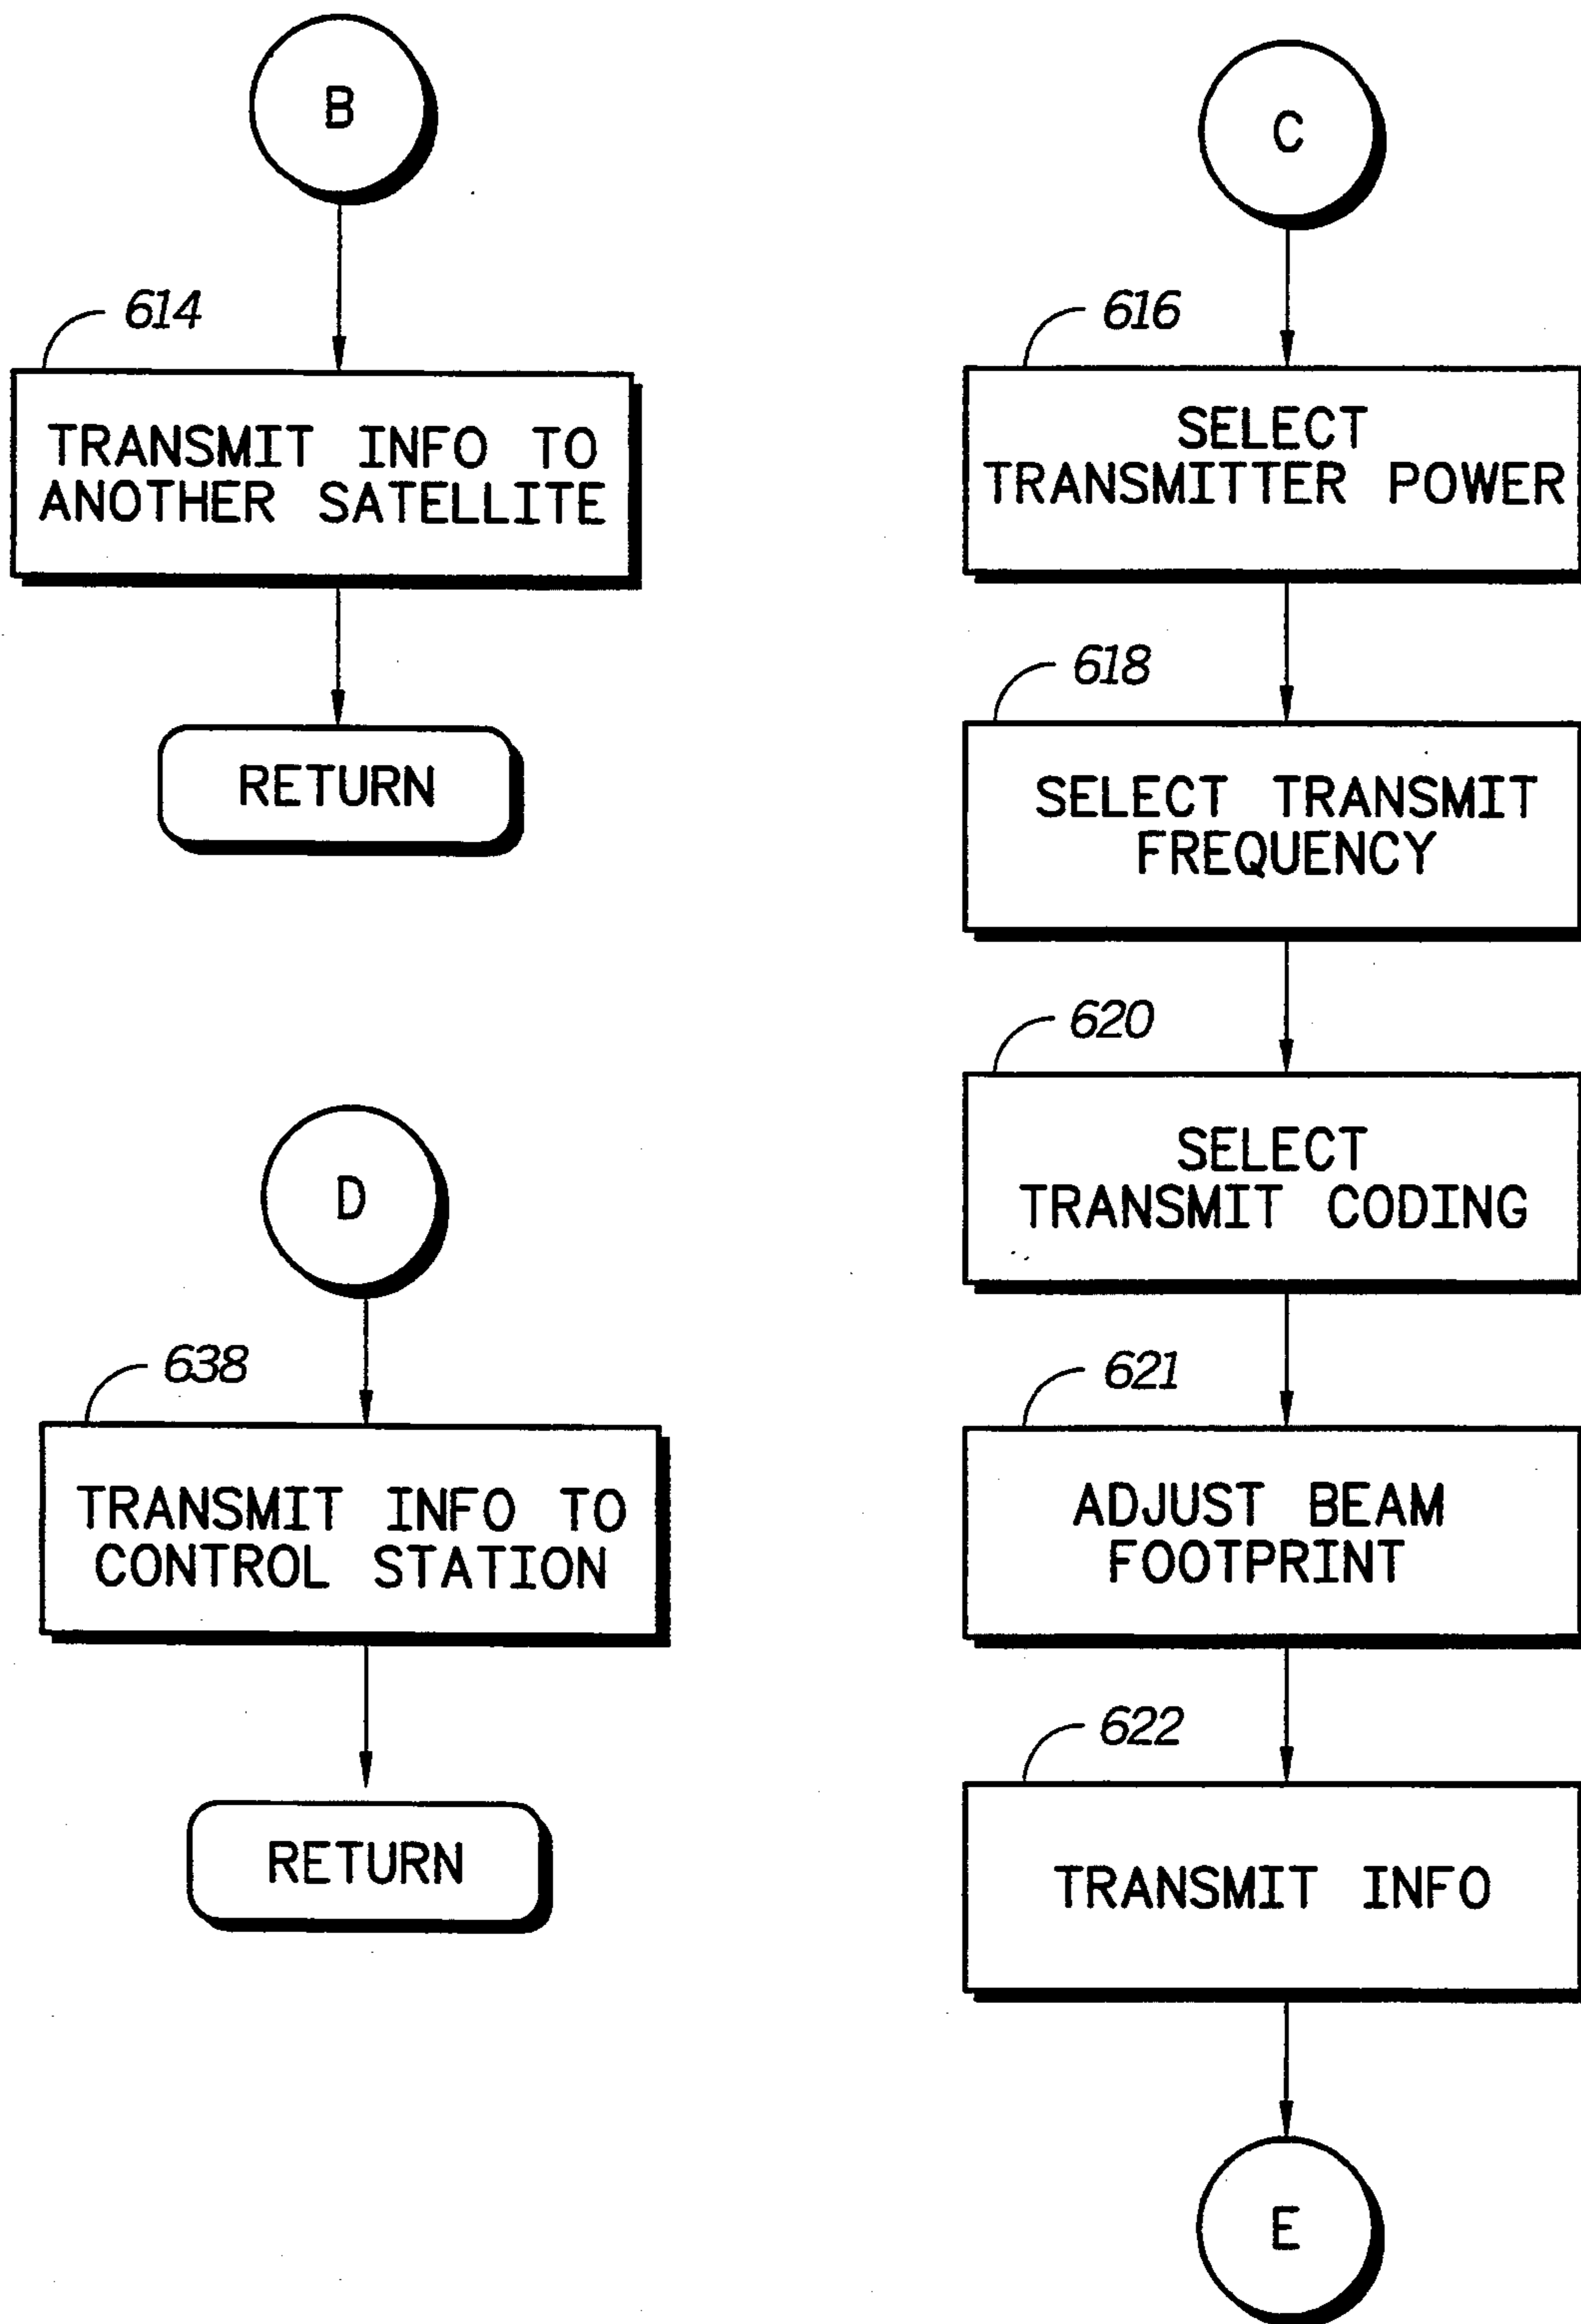 B
614
TRANSMIT INFO TO
ANOTHER SATELLITE
RETURN
D
638
TRANSMIT INFO TO
CONTROL STATION
RETURN
C
616
SELECT
TRANSMITTER POWER
618
SELECT TRANSMIT
FREQUENCY
620
SELECT
TRANSMIT CODING
621
ADJUST BEAM
FOOTPRINT
622
TRANSMIT INFO
E